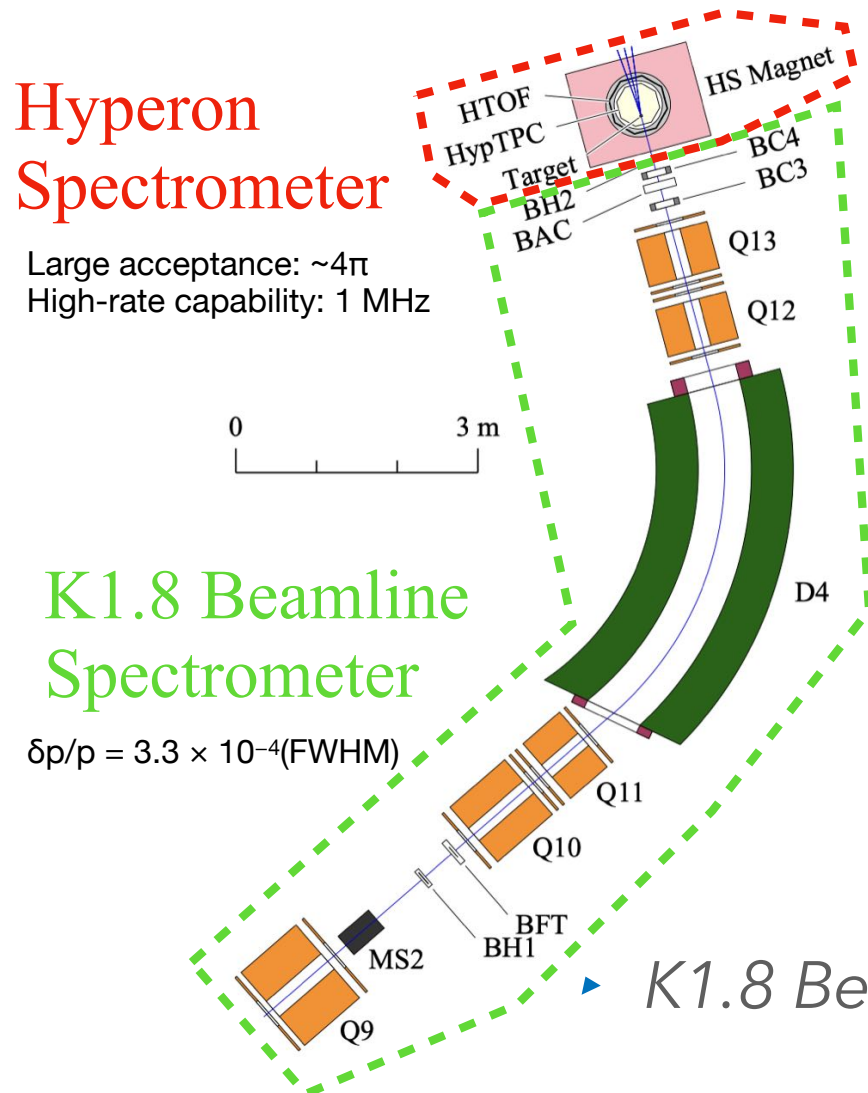 Hyperon
Spectrometer
Large acceptance: ~4π
High-rate capability: 1 MHz
HTOF
HypTPC
Target
BH2
BAC
HS Magnet
BC4
BC3
Q13
Q12
0 3 m
D4
K1.8 Beamline
Spectrometer
δp/p = 3.3 × 10⁻⁴(FWHM)
Q11
Q10
BFT
BH1
MS2
Q9
K1.8 Be